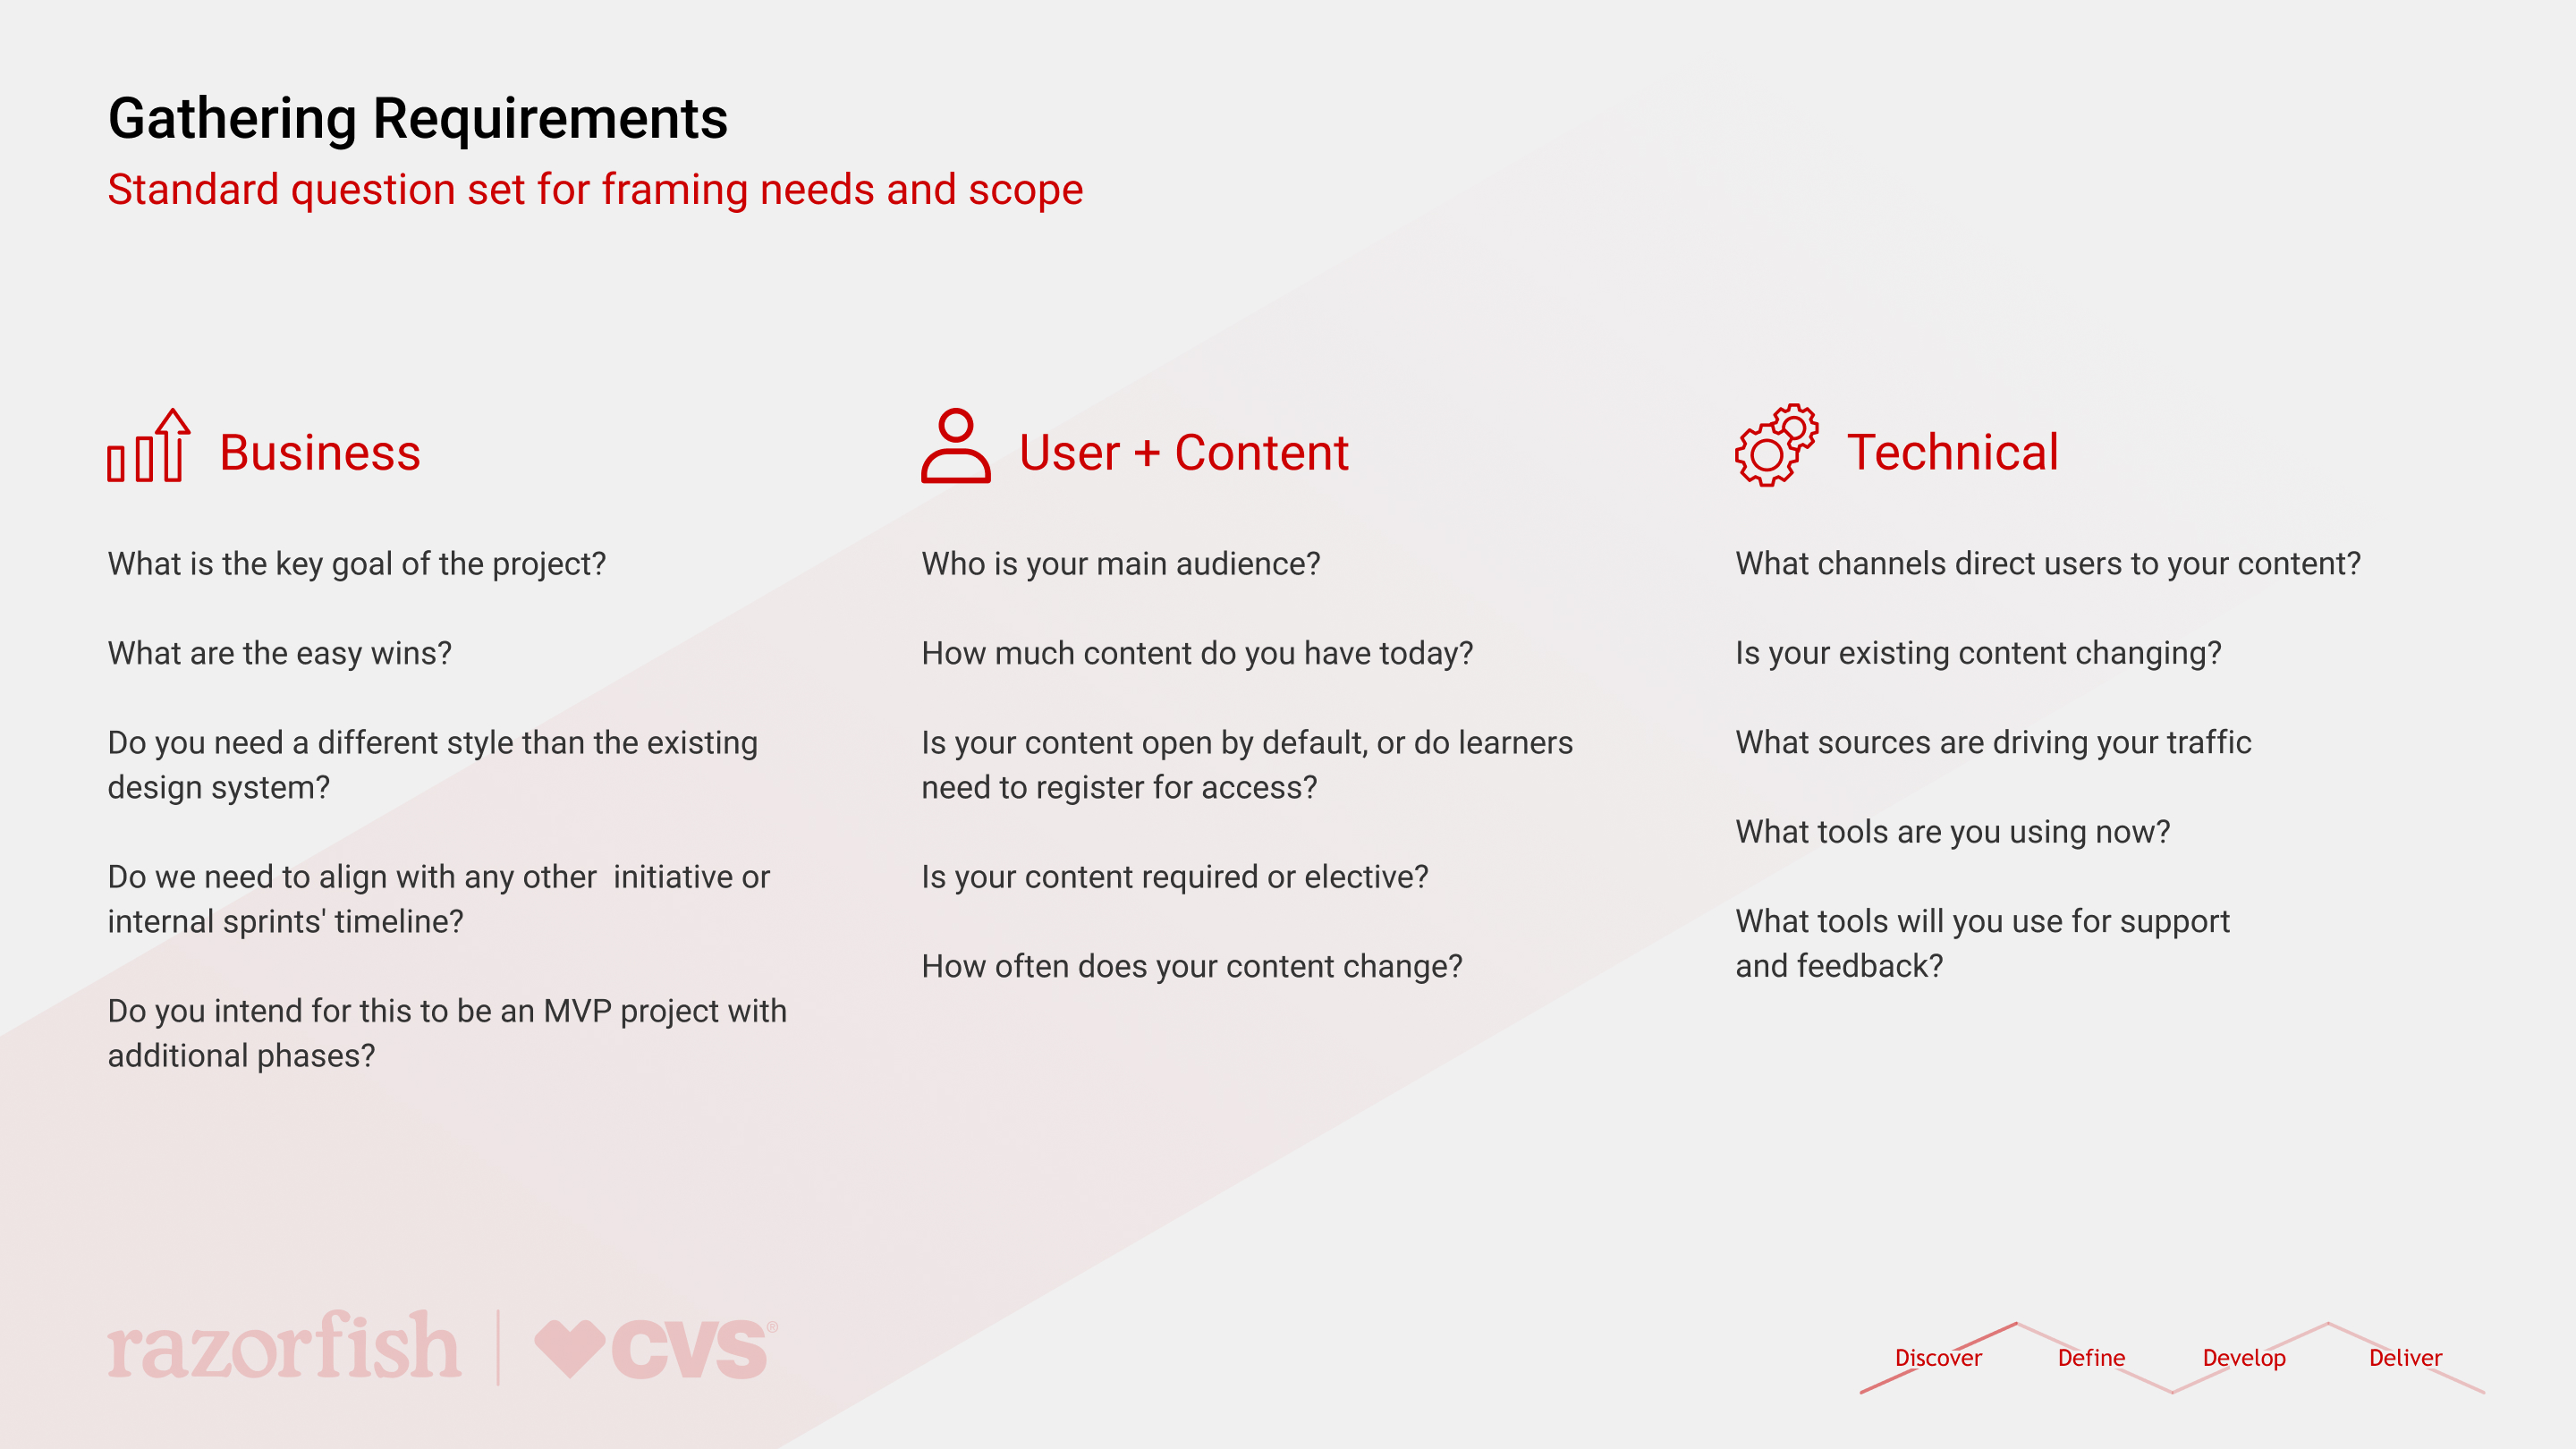 Gathering Requirements
Standard question set for framing needs and scope
Business
What is the key goal of the project?
What are the easy wins?
Do you need a different style than the existing
design system?
Do we need to align with any other  initiative or
internal sprints' timeline?
Do you intend for this to be an MVP project with
additional phases?
User + Content
Who is your main audience?
How much content do you have today?
Is your content open by default, or do learners
need to register for access?
Is your content required or elective?
How often does your content change?
Technical
What channels direct users to your content?
Is your existing content changing?
What sources are driving your traffic
What tools are you using now?
What tools will you use for support
and feedback?
razorfish | CVS®
Discover Define Develop Deliver